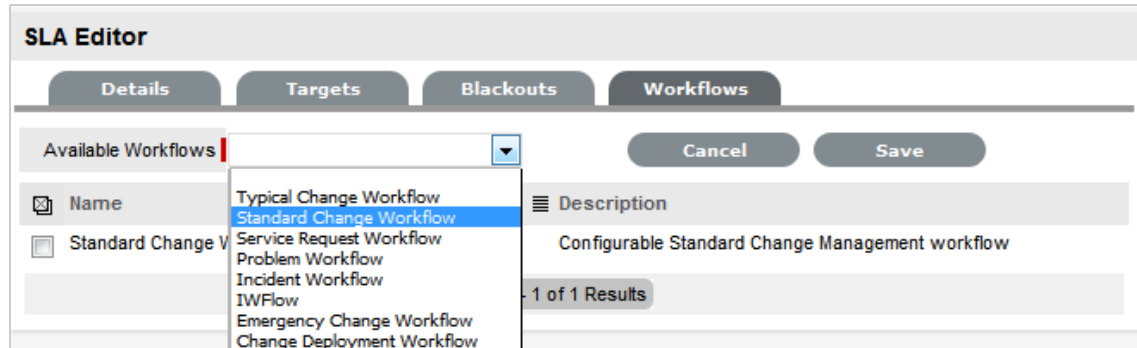 SLA Editor
Details Targets Blackouts Workflows
Available Workflows Cancel Save
Name Description
Typical Change Workflow
Standard Change Workflow
Service Request Workflow
Problem Workflow
Incident Workflow
IWFlow
Emergency Change Workflow
Change Deployment Workflow
Standard Change Configurable Standard Change Management workflow
1 of 1 Results